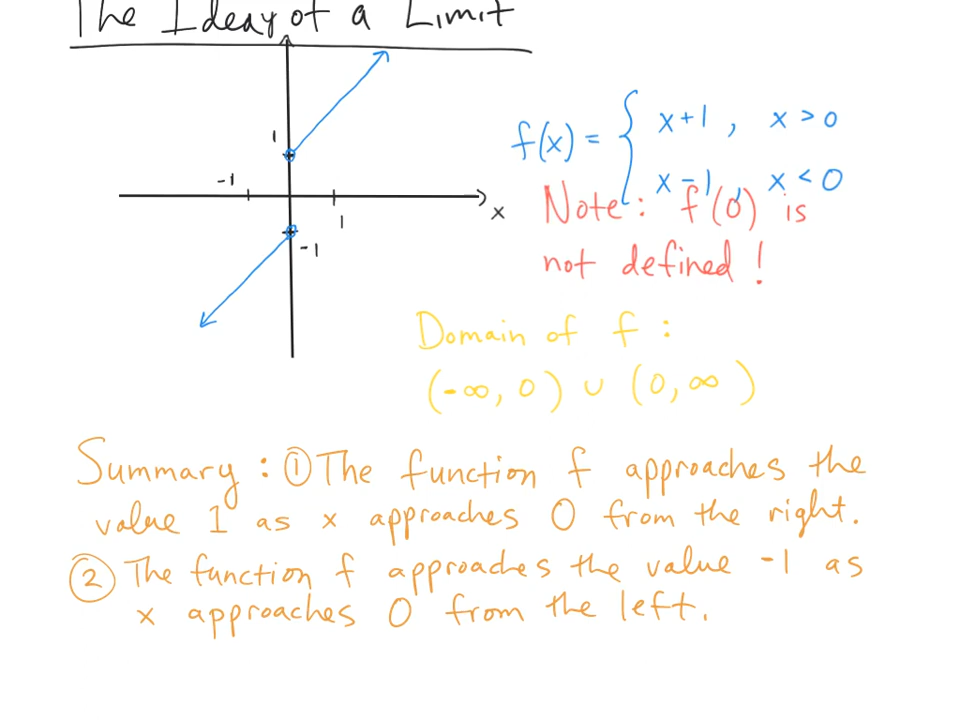 The Idea of a Limit
1
f(x) = { x+1 , x > 0
-1
x - 1 , x < 0
x
1
Note : f(0) is
-1
not defined !
Domain of f :
(-∞, 0) ∪ (0, ∞)
Summary : ① The function f approaches the
value 1 as x approaches 0 from the right.
② The function f approaches the value -1 as
x approaches 0 from the left.